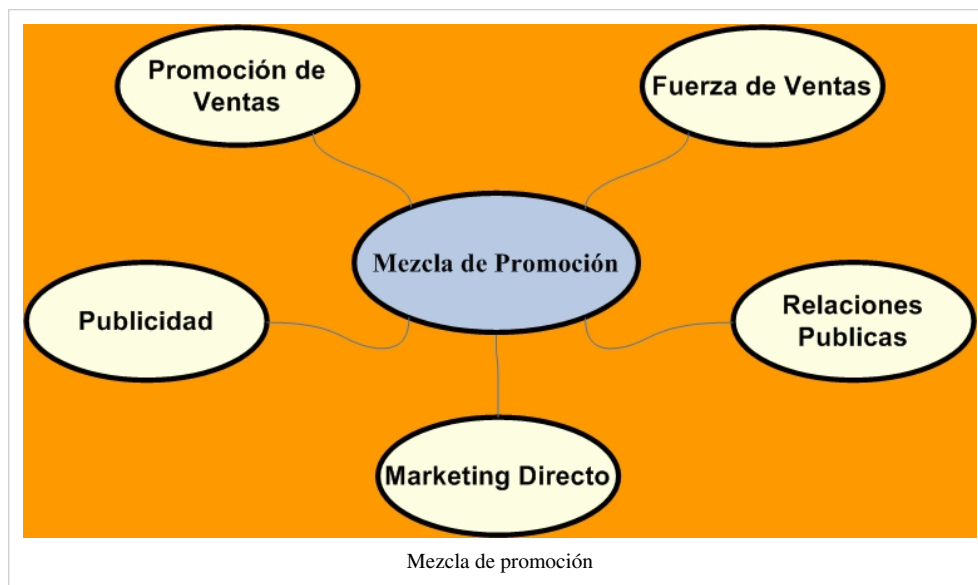 Promoción de
Ventas
Fuerza de Ventas
Mezcla de Promoción
Publicidad
Relaciones
Publicas
Marketing Directo
Mezcla de promoción